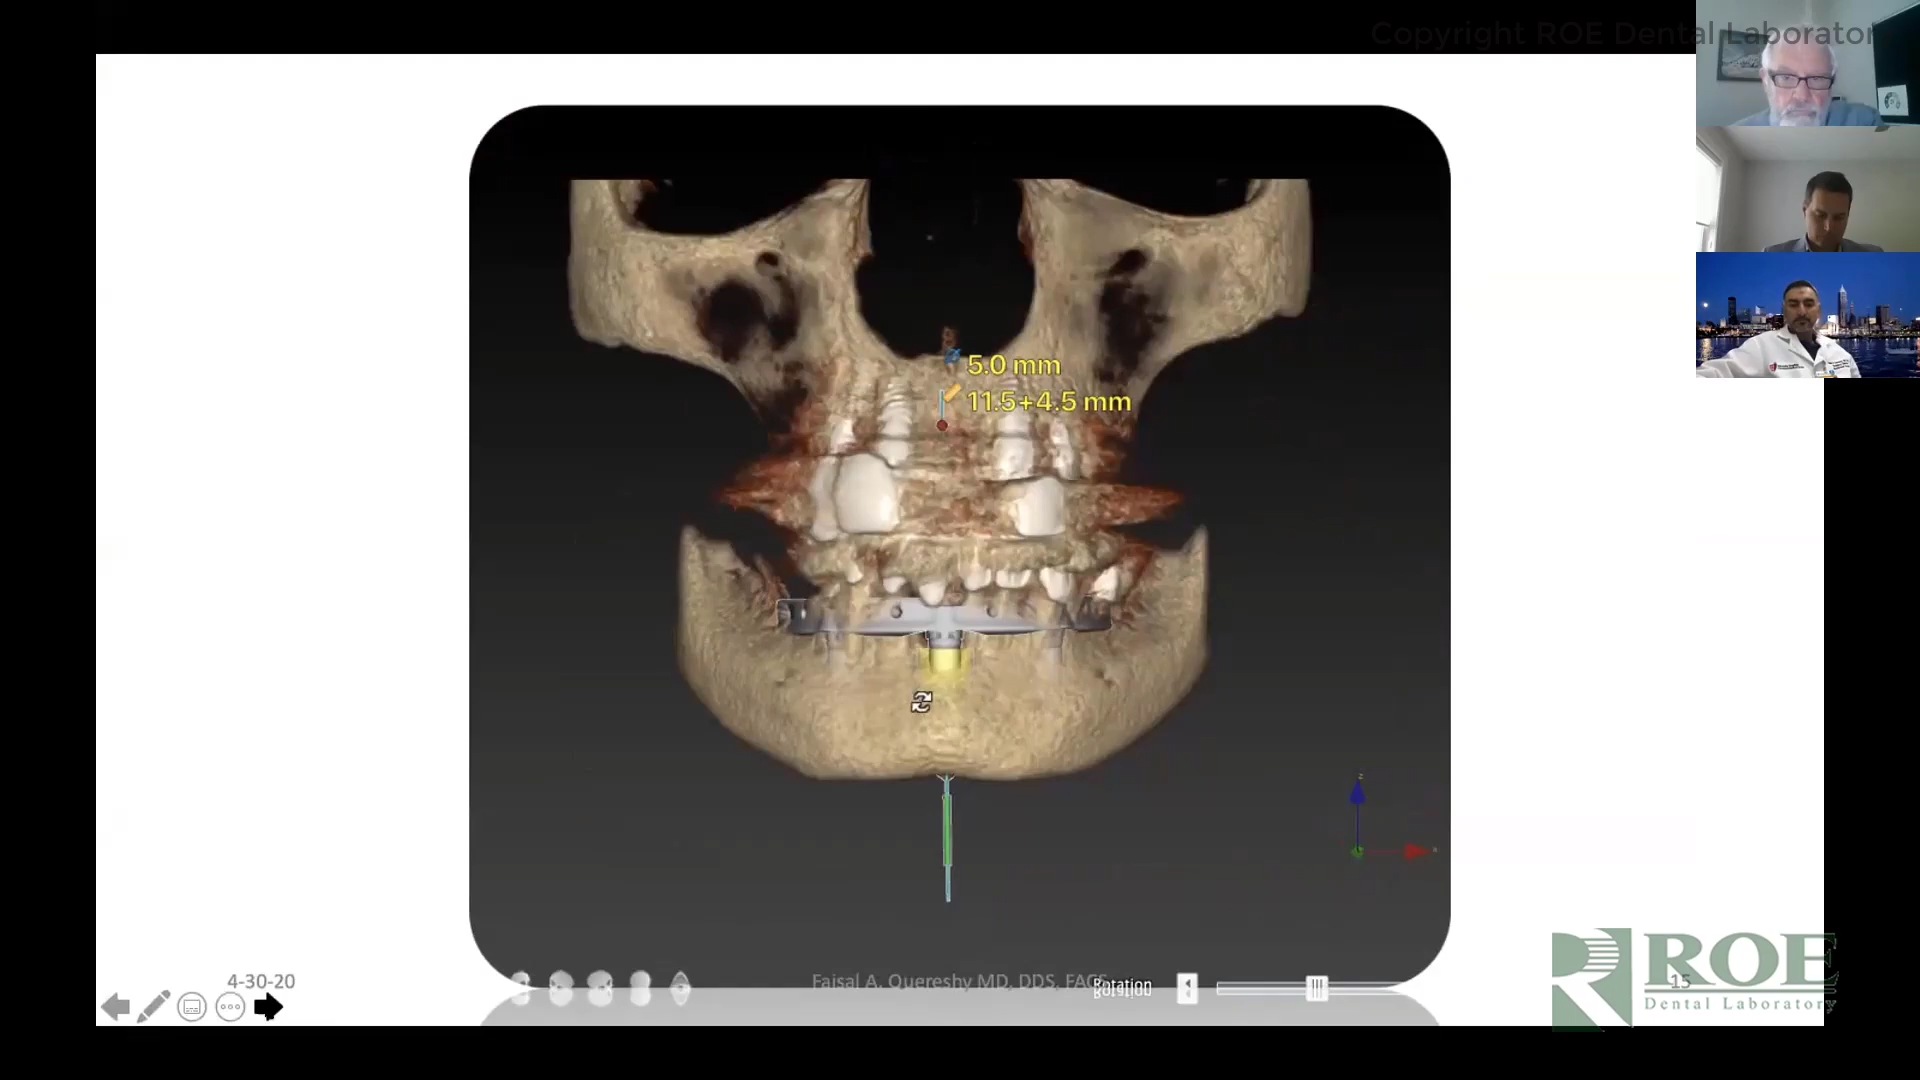 Copyright ROE Dental Laborator
5.0 mm
11.5+4.5 mm
z
4-30-20
Faisal A. Quereshy MD, DDS, FACS
Rotation
15
ROE
Dental Laboratory